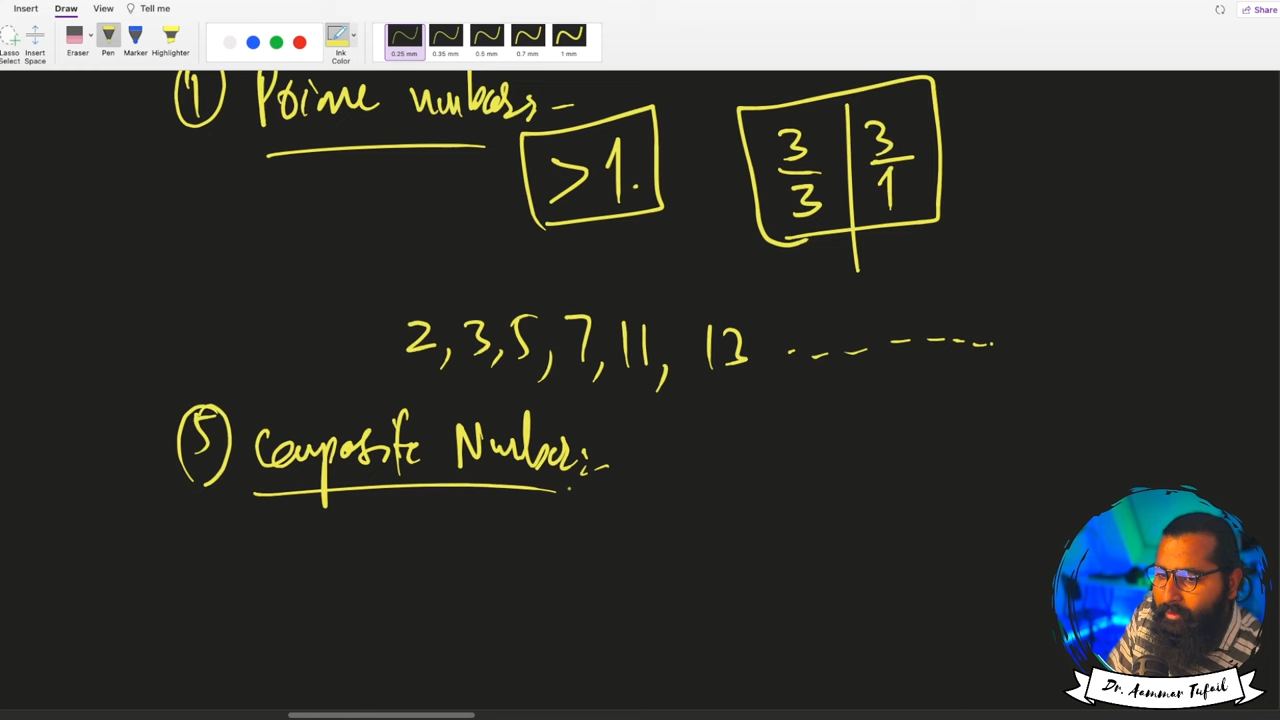 Insert Draw View Tell me Share
Lasso Select Insert Space Eraser Pen Marker Highlighter Ink Color 0.25 mm 0.35 mm 0.5 mm 0.7 mm 1 mm
① Prime numbers:-
>1.
3/3 | 3/1
2, 3, 5, 7, 11, 13 ..........
⑤ Composite Number:-
Dr. Aammar Tufail